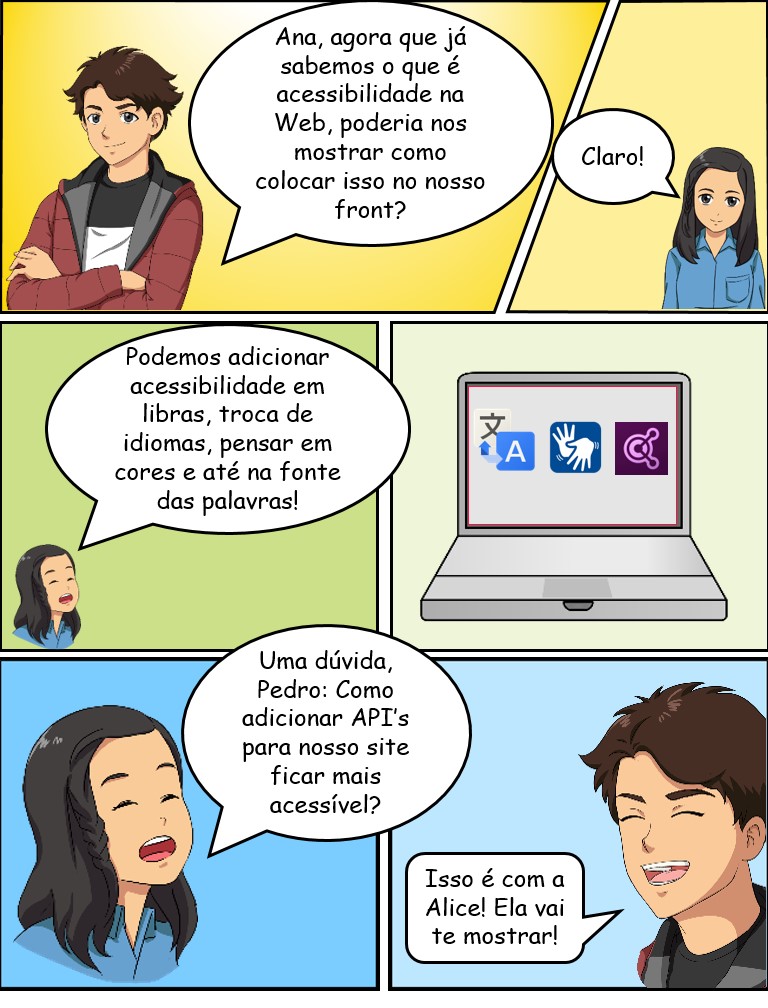 Ana, agora que já
sabemos o que é
acessibilidade na
Web, poderia nos
mostrar como
colocar isso no nosso
front?
Claro!
Podemos adicionar
acessibilidade em
libras, troca de
idiomas, pensar em
cores e até na fonte
das palavras!
文
A
Uma dúvida,
Pedro: Como
adicionar API’s
para nosso site
ficar mais
acessível?
Isso é com a
Alice! Ela vai
te mostrar!